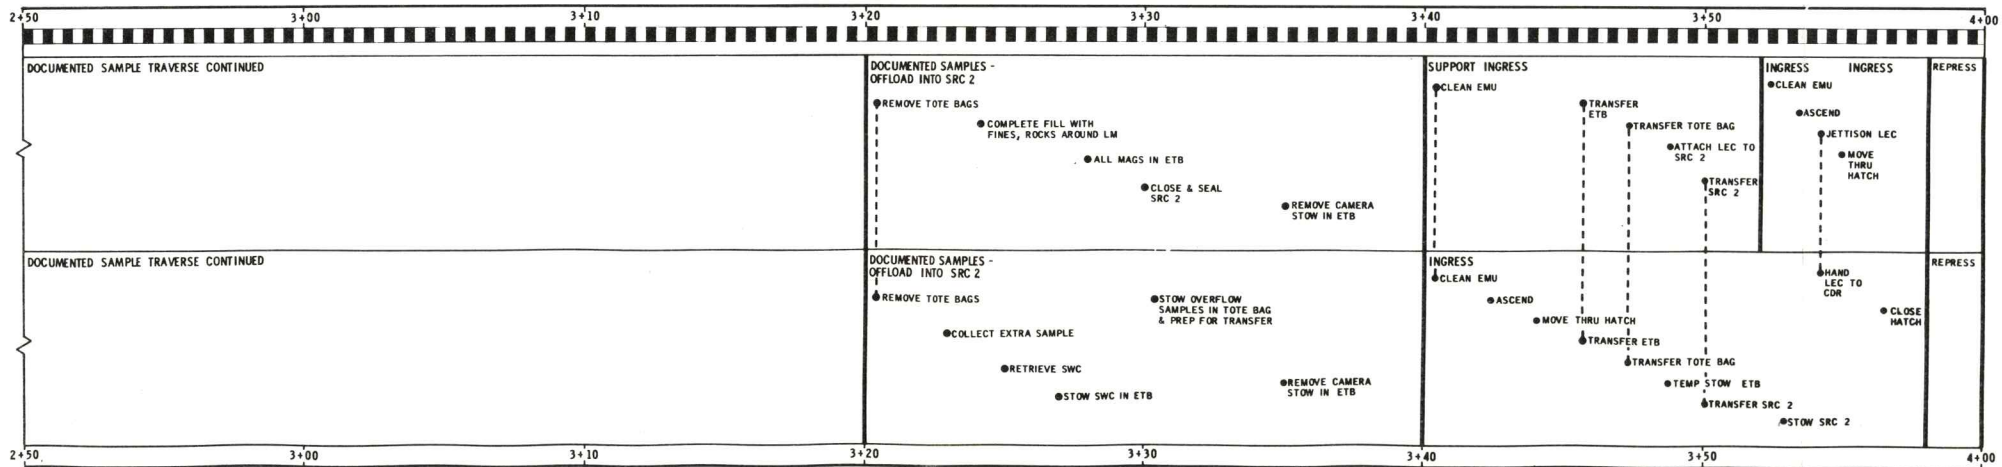 2+50 3+00 3+10 3+20 3+30 3+40 3+50 4+00
DOCUMENTED SAMPLE TRAVERSE CONTINUED
DOCUMENTED SAMPLES -
OFFLOAD INTO SRC 2
REMOVE TOTE BAGS
COMPLETE FILL WITH
FINES, ROCKS AROUND LM
ALL MAGS IN ETB
CLOSE & SEAL
SRC 2
REMOVE CAMERA
STOW IN ETB
SUPPORT INGRESS
CLEAN EMU
TRANSFER
ETB
TRANSFER TOTE BAG
ATTACH LEC TO
SRC 2
TRANSFER
SRC 2
INGRESS INGRESS
CLEAN EMU
ASCEND
JETTISON LEC
MOVE
THRU
HATCH
REPRESS
DOCUMENTED SAMPLE TRAVERSE CONTINUED
DOCUMENTED SAMPLES -
OFFLOAD INTO SRC 2
REMOVE TOTE BAGS
COLLECT EXTRA SAMPLE
RETRIEVE SWC
STOW SWC IN ETB
STOW OVERFLOW
SAMPLES IN TOTE BAG
& PREP FOR TRANSFER
REMOVE CAMERA
STOW IN ETB
INGRESS
CLEAN EMU
ASCEND
MOVE THRU HATCH
TRANSFER ETB
TRANSFER TOTE BAG
TEMP STOW ETB
TRANSFER SRC 2
STOW SRC 2
HAND
LEC TO
CDR
CLOSE
HATCH
REPRESS
2+50 3+00 3+10 3+20 3+30 3+40 3+50 4+00